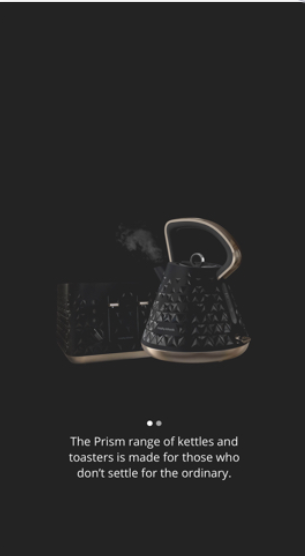 The Prism range of kettles and
toasters is made for those who
don't settle for the ordinary.